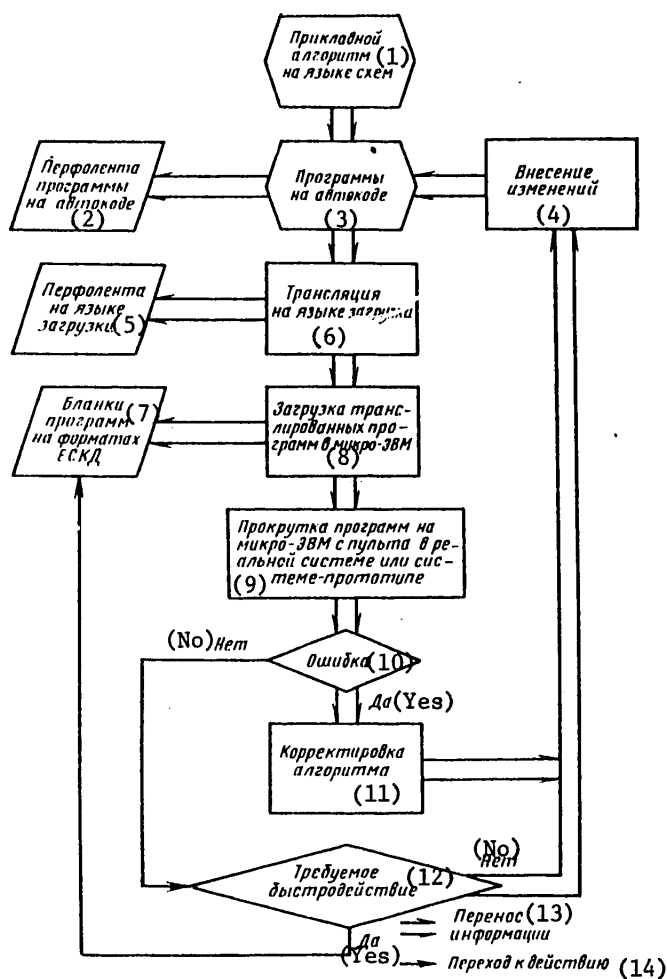 Прикладной (1)
алгоритм
на языке схем
Перфолента
программы
на автокоде
(2)
Программы
на автокоде
(3)
Внесение
изменений
(4)
Перфолента
на языке
загрузки (5)
Трансляция
на языке загрузки
(6)
Бланки (7)
программ
на форматах
ЕСКД
Загрузка транс-
лированных про-
грамм в микро-ЭВМ
(8)
Прокрутка программ на
микро-ЭВМ с пульта в ре-
альной системе или сис-
теме-прототипе
(9)
(No) Нет
Ошибка (10)
Да (Yes)
Корректировка
алгоритма
(11)
(No)
Нет
Требуемое (12)
быстродействие
Да
(Yes)
Перенос (13)
информации
Переход к действию (14)